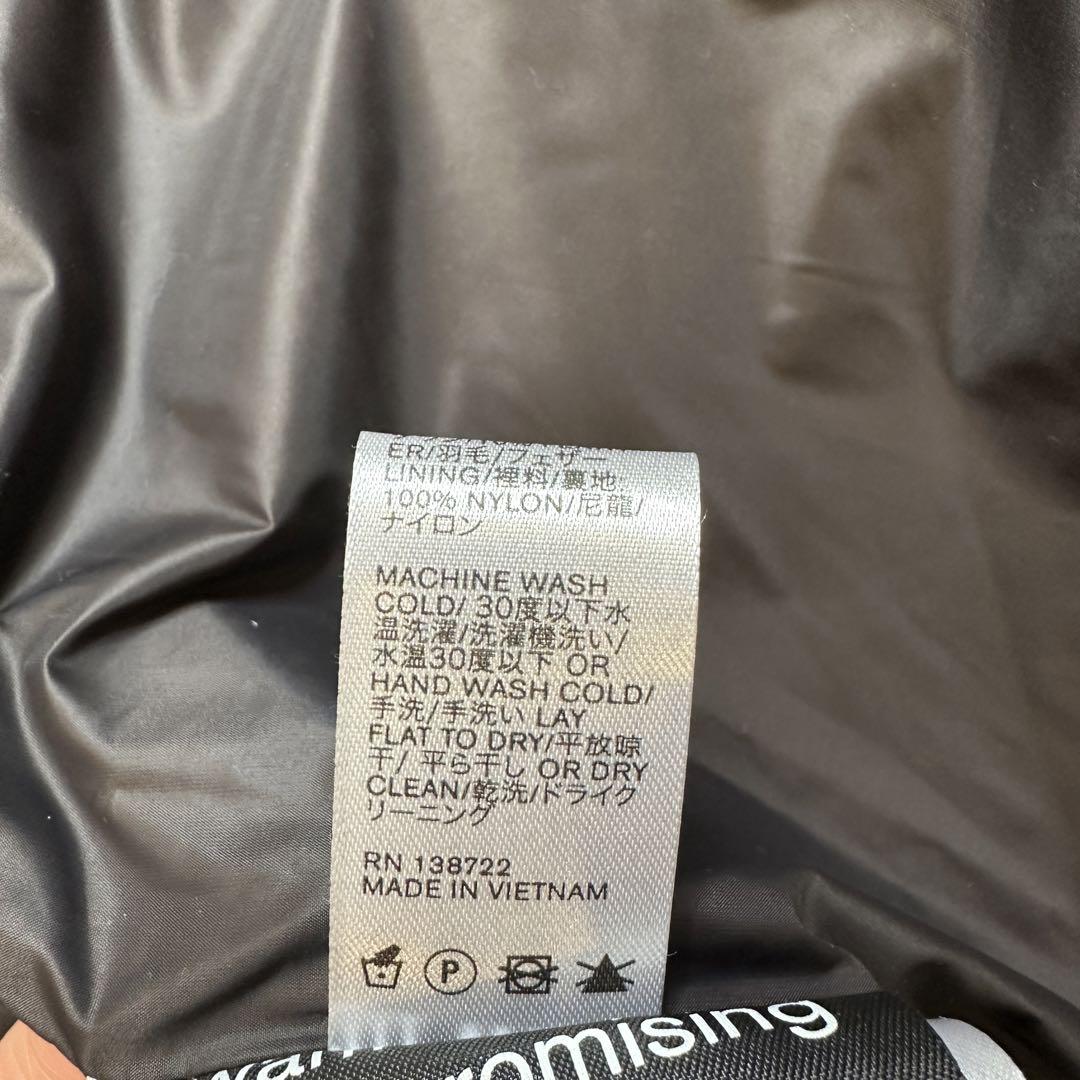 ER/羽毛/フェザー
LINING/裡料/裏地
100% NYLON/尼龍/
ナイロン
MACHINE WASH
COLD/ 30度以下水
温洗濯/洗濯機洗い/
水温30度以下 OR
HAND WASH COLD/
手洗/手洗い LAY
FLAT TO DRY/平放晾
干/ 平ら干し OR DRY
CLEAN/乾洗/ドライク
リーニング
RN 138722
MADE IN VIETNAM
P